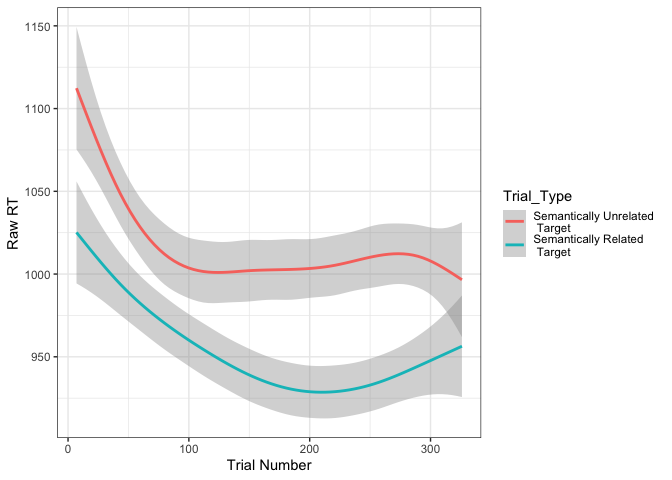 1150
1100
1050
1000
950
Raw RT
0
100
200
300
Trial Number
Trial_Type
Semantically Unrelated
Target
Semantically Related
Target